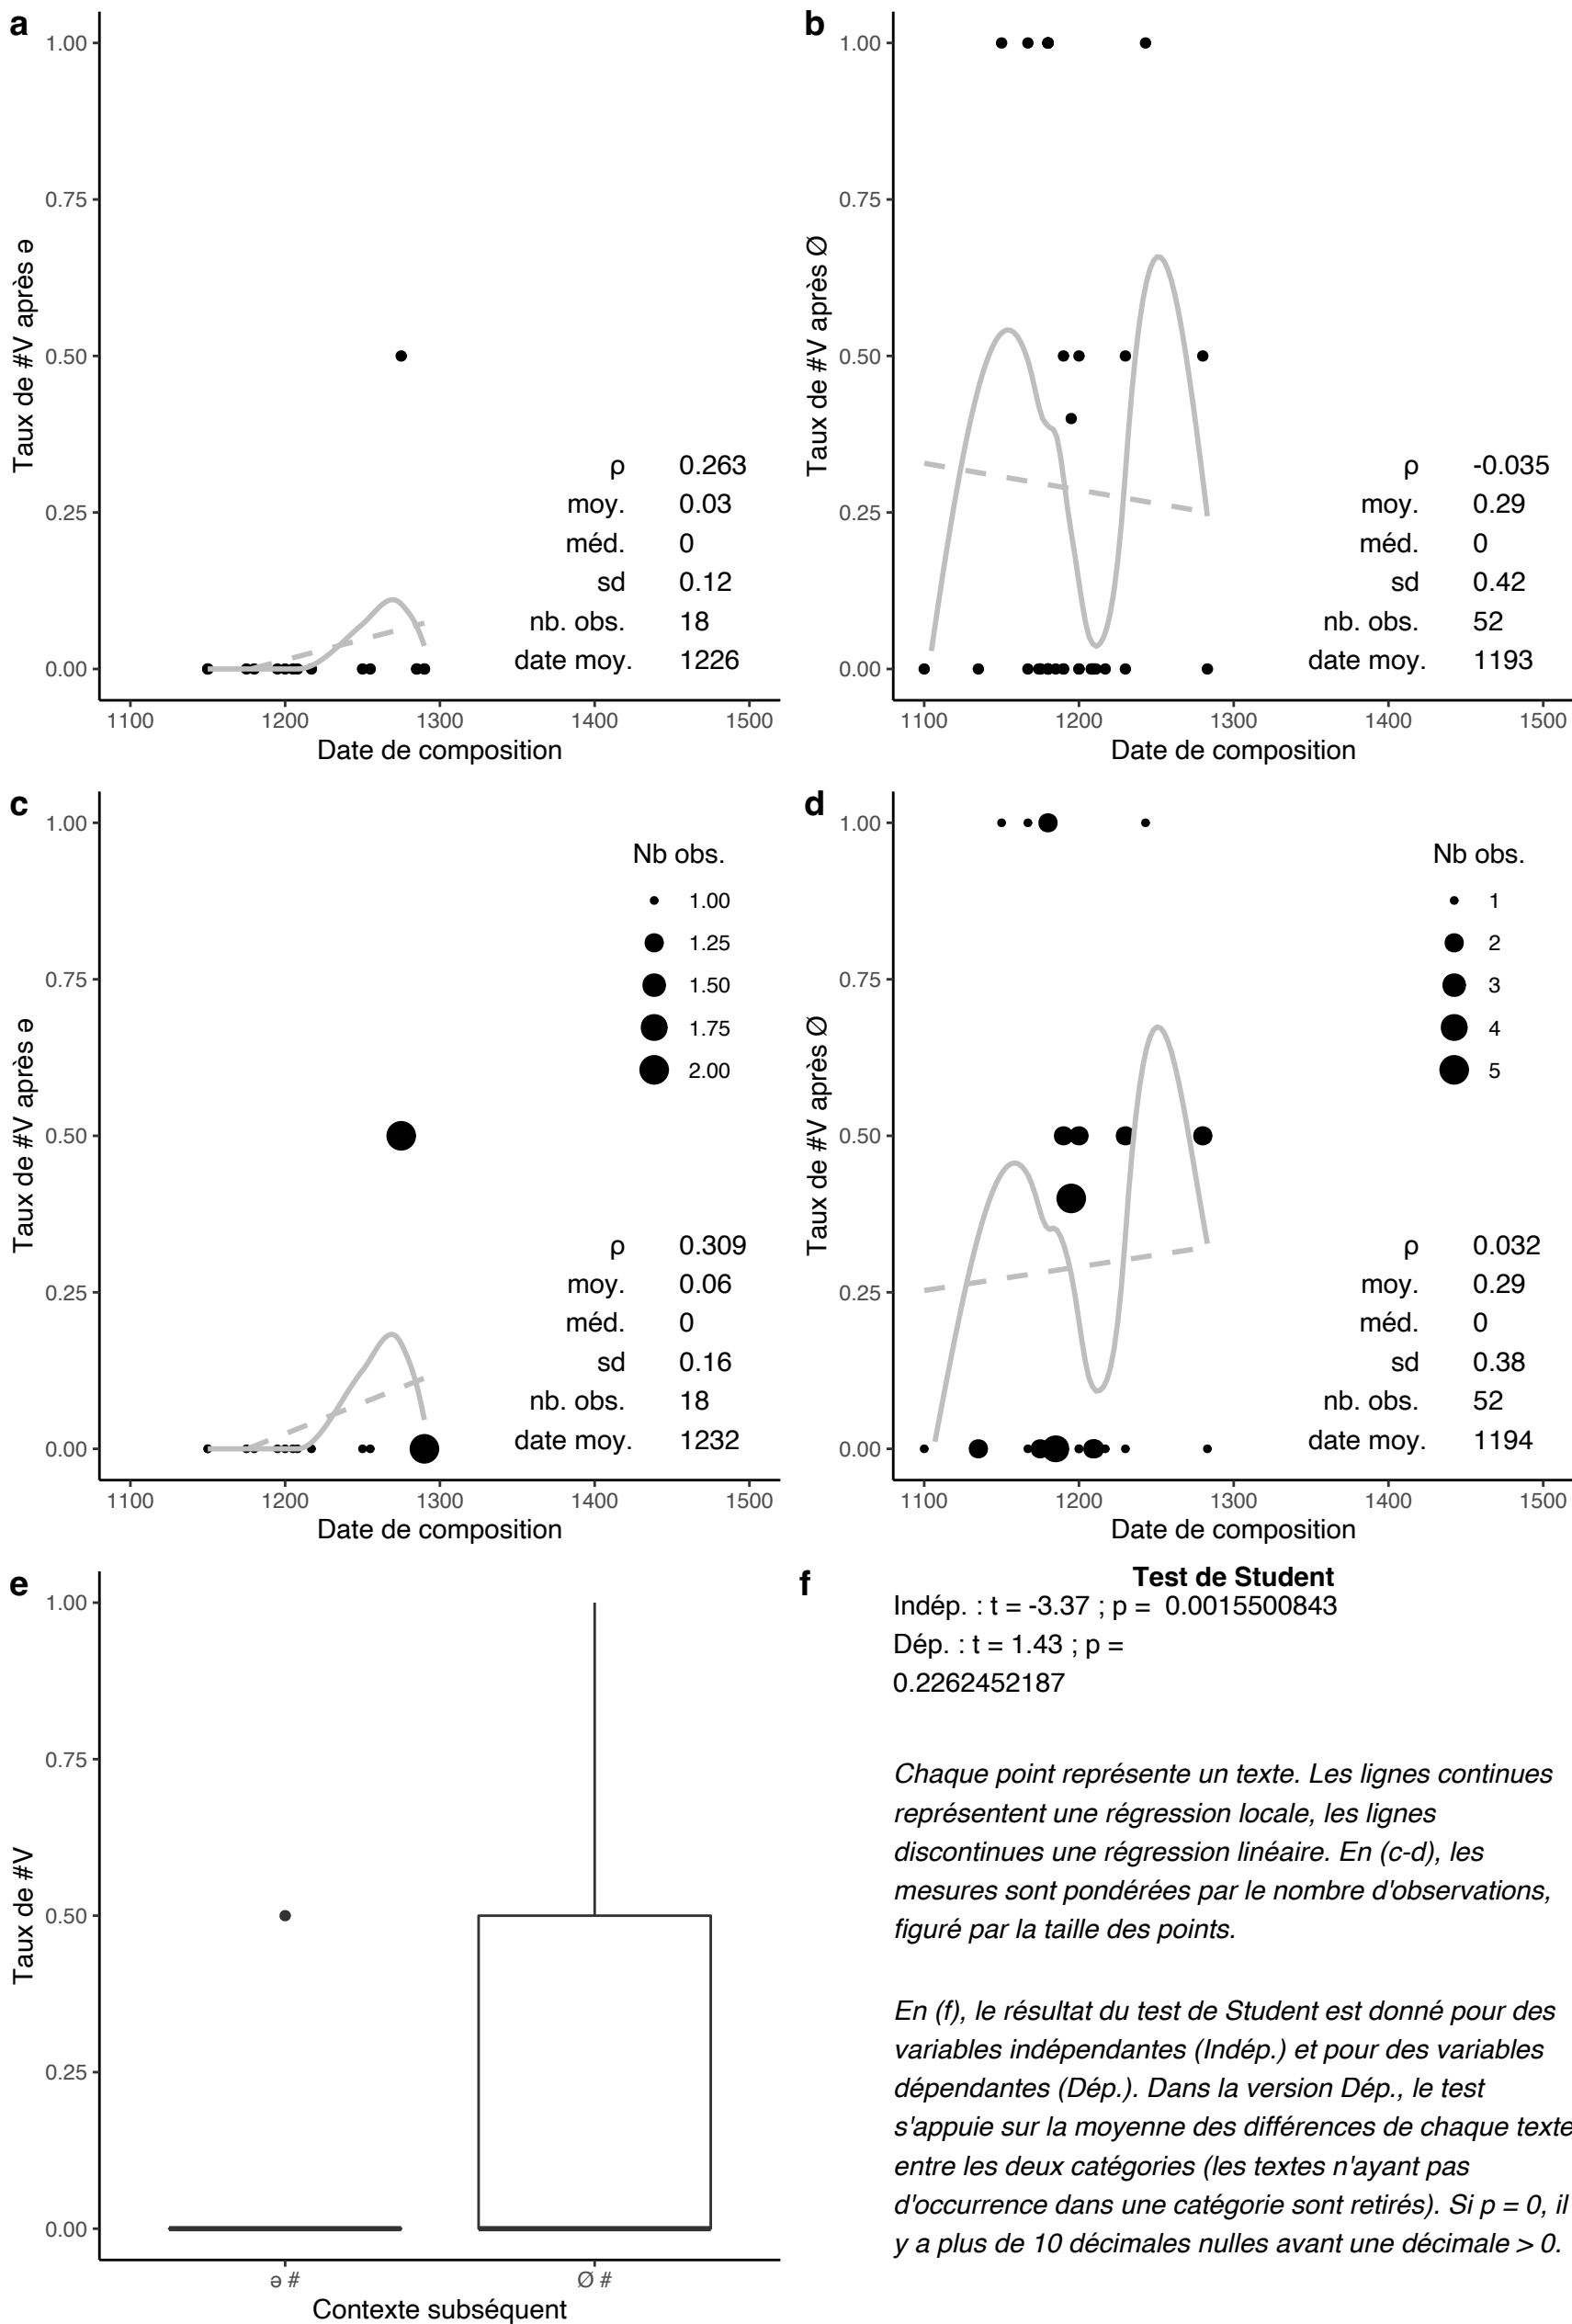 a
1.00
0.75
0.50
0.25
0.00
Taux de #V après ə
ρ 0.263
moy. 0.03
méd. 0
sd 0.12
nb. obs. 18
date moy. 1226
1100 1200 1300 1400 1500
Date de composition
b
1.00
0.75
0.50
0.25
0.00
Taux de #V après Ø
ρ -0.035
moy. 0.29
méd. 0
sd 0.42
nb. obs. 52
date moy. 1193
1100 1200 1300 1400 1500
Date de composition
c
1.00
0.75
0.50
0.25
0.00
Taux de #V après ə
Nb obs.
1.00
1.25
1.50
1.75
2.00
ρ 0.309
moy. 0.06
méd. 0
sd 0.16
nb. obs. 18
date moy. 1232
1100 1200 1300 1400 1500
Date de composition
d
1.00
0.75
0.50
0.25
0.00
Taux de #V après Ø
Nb obs.
1
2
3
4
5
ρ 0.032
moy. 0.29
méd. 0
sd 0.38
nb. obs. 52
date moy. 1194
1100 1200 1300 1400 1500
Date de composition
e
1.00
0.75
0.50
0.25
0.00
Taux de #V
ə # Ø #
Contexte subséquent
f
Test de Student
Indép. : t = -3.37 ; p = 0.0015500843
Dép. : t = 1.43 ; p =
0.2262452187
Chaque point représente un texte. Les lignes continues
représentent une régression locale, les lignes
discontinues une régression linéaire. En (c-d), les
mesures sont pondérées par le nombre d'observations,
figuré par la taille des points.
En (f), le résultat du test de Student est donné pour des
variables indépendantes (Indép.) et pour des variables
dépendantes (Dép.). Dans la version Dép., le test
s'appuie sur la moyenne des différences de chaque texte
entre les deux catégories (les textes n'ayant pas
d'occurrence dans une catégorie sont retirés). Si p = 0, il
y a plus de 10 décimales nulles avant une décimale > 0.